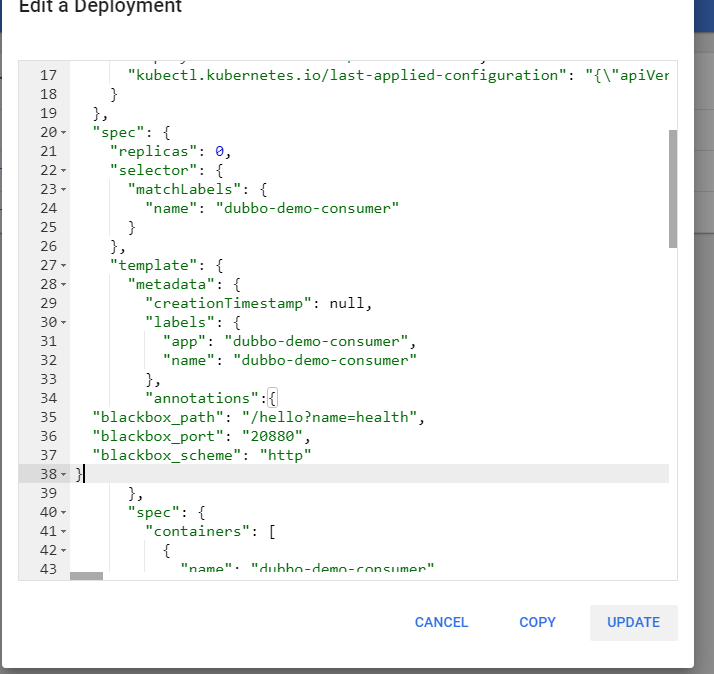 Edit a Deployment
17 "kubectl.kubernetes.io/last-applied-configuration": "{\"apiVer
18 }
19 },
20 "spec": {
21 "replicas": 0,
22 "selector": {
23 "matchLabels": {
24 "name": "dubbo-demo-consumer"
25 }
26 },
27 "template": {
28 "metadata": {
29 "creationTimestamp": null,
30 "labels": {
31 "app": "dubbo-demo-consumer",
32 "name": "dubbo-demo-consumer"
33 },
34 "annotations":{
35 "blackbox_path": "/hello?name=health",
36 "blackbox_port": "20880",
37 "blackbox_scheme": "http"
38 }
39 },
40 "spec": {
41 "containers": [
42 {
43 "name": "dubbo-demo-consumer"
CANCEL COPY UPDATE